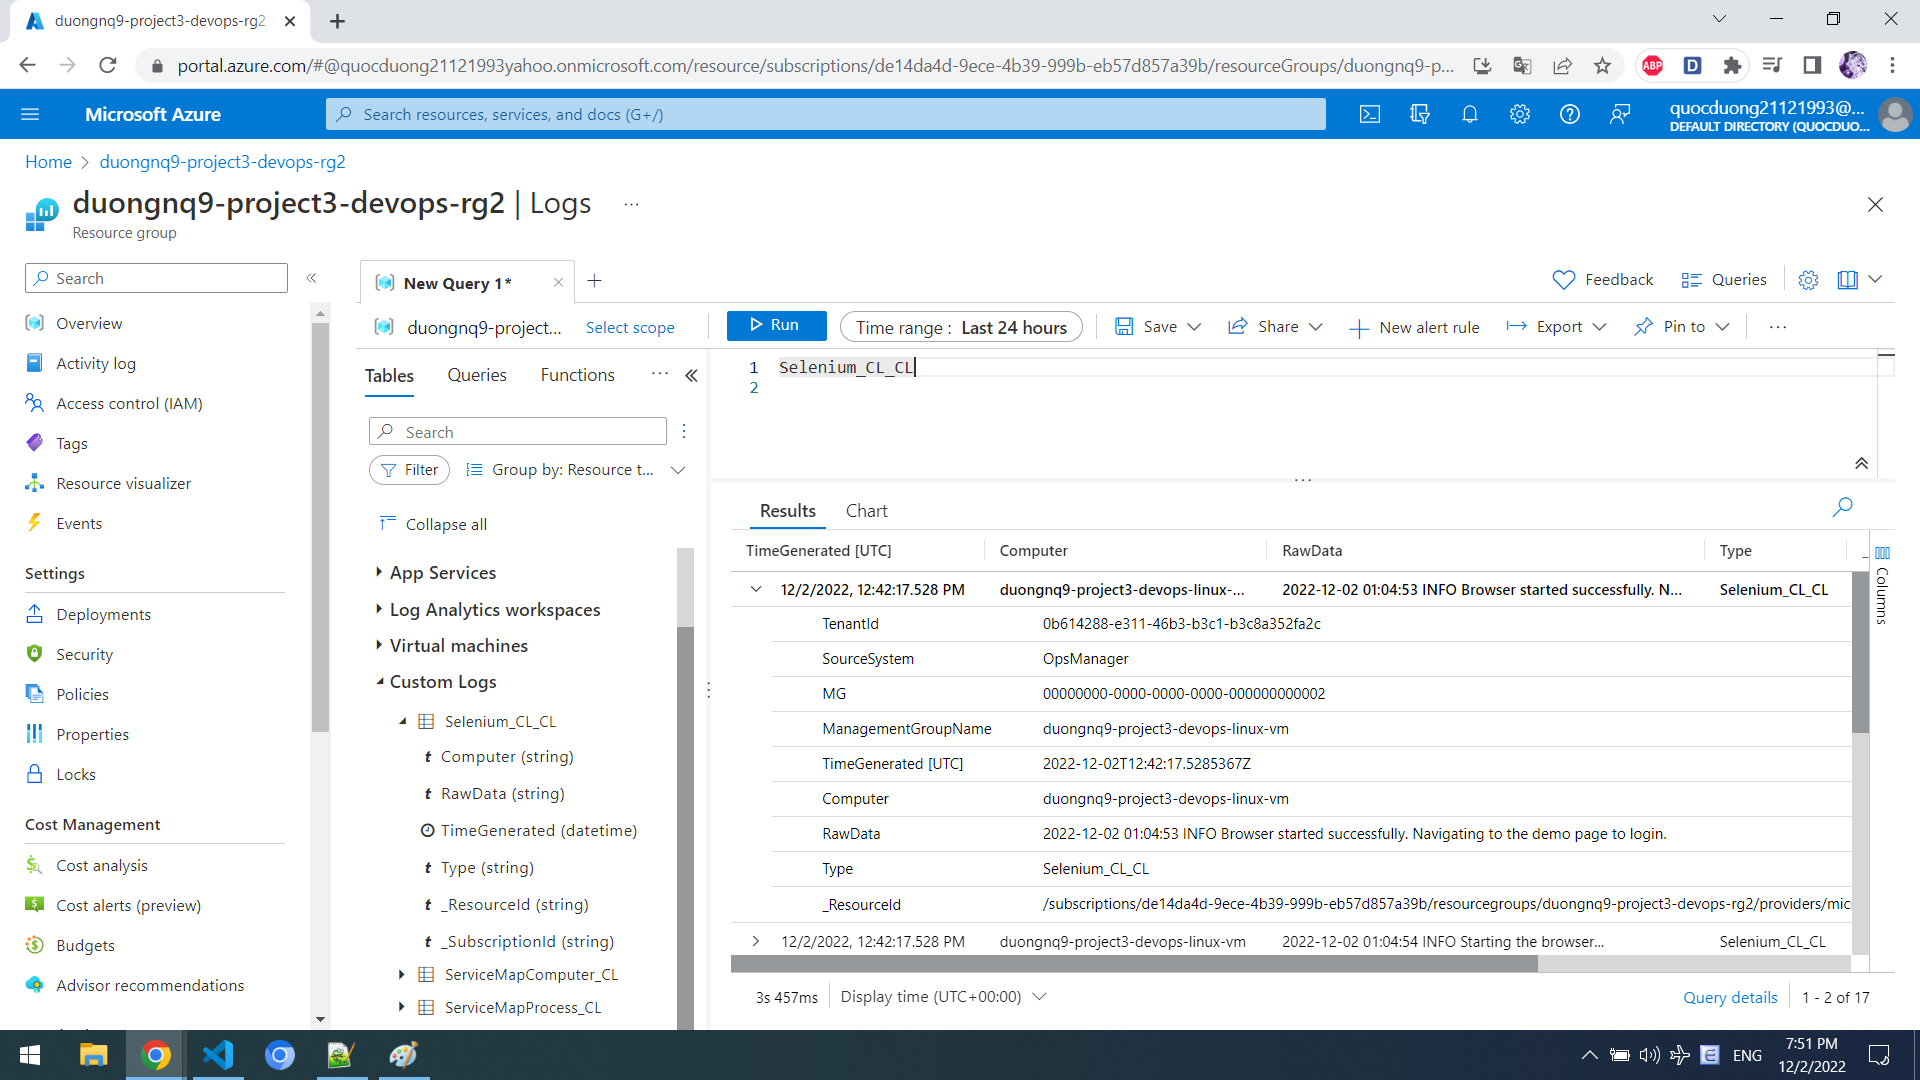 duongnq9-project3-devops-rg2
portal.azure.com/#@quocduong21121993yahoo.onmicrosoft.com/resource/subscriptions/de14da4d-9ece-4b39-999b-eb57d857a39b/resourceGroups/duongnq9-p...
ABP
D
Microsoft Azure
Search resources, services, and docs (G+/)
quocduong21121993@...
DEFAULT DIRECTORY (QUOCDUO...
Home
duongnq9-project3-devops-rg2
duongnq9-project3-devops-rg2 | Logs ...
Resource group
Search
Overview
Activity log
Access control (IAM)
Tags
Resource visualizer
Events
Settings
Deployments
Security
Policies
Properties
Locks
Cost Management
Cost analysis
Cost alerts (preview)
Budgets
Advisor recommendations
New Query 1*
Feedback
Queries
duongnq9-project...
Select scope
Run
Time range : Last 24 hours
Save
Share
New alert rule
Export
Pin to
...
Tables
Queries
Functions
...
Search
Filter
Group by: Resource t...
Collapse all
App Services
Log Analytics workspaces
Virtual machines
Custom Logs
Selenium_CL_CL
t Computer (string)
t RawData (string)
TimeGenerated (datetime)
t Type (string)
t _ResourceId (string)
t _SubscriptionId (string)
ServiceMapComputer_CL
ServiceMapProcess_CL
1 Selenium_CL_CL
2
Results
Chart
TimeGenerated [UTC] Computer RawData Type _
Columns
12/2/2022, 12:42:17.528 PM duongnq9-project3-devops-linux-... 2022-12-02 01:04:53 INFO Browser started successfully. N... Selenium_CL_CL
TenantId 0b614288-e311-46b3-b3c1-b3c8a352fa2c
SourceSystem OpsManager
MG 00000000-0000-0000-0000-000000000002
ManagementGroupName duongnq9-project3-devops-linux-vm
TimeGenerated [UTC] 2022-12-02T12:42:17.5285367Z
Computer duongnq9-project3-devops-linux-vm
RawData 2022-12-02 01:04:53 INFO Browser started successfully. Navigating to the demo page to login.
Type Selenium_CL_CL
_ResourceId /subscriptions/de14da4d-9ece-4b39-999b-eb57d857a39b/resourcegroups/duongnq9-project3-devops-rg2/providers/mic
12/2/2022, 12:42:17.528 PM duongnq9-project3-devops-linux-vm 2022-12-02 01:04:54 INFO Starting the browser... Selenium_CL_CL
3s 457ms
Display time (UTC+00:00)
Query details
1 - 2 of 17
ENG
7:51 PM
12/2/2022